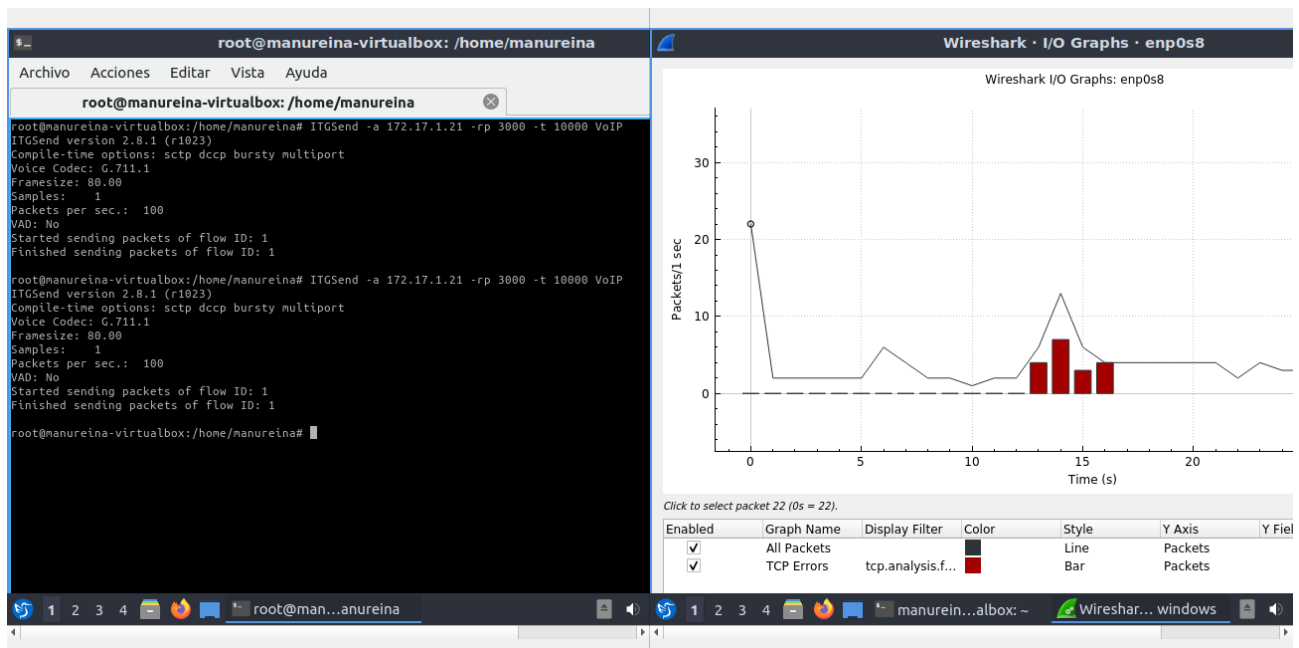 root@manureina-virtualbox: /home/manureina
Archivo Acciones Editar Vista Ayuda
root@manureina-virtualbox: /home/manureina
root@manureina-virtualbox:/home/manureina# ITGSend -a 172.17.1.21 -rp 3000 -t 10000 VoIP
ITGSend version 2.8.1 (r1023)
Compile-time options: sctp dccp bursty multiport
Voice Codec: G.711.1
Framesize: 80.00
Samples: 1
Packets per sec.: 100
VAD: No
Started sending packets of flow ID: 1
Finished sending packets of flow ID: 1
root@manureina-virtualbox:/home/manureina# ITGSend -a 172.17.1.21 -rp 3000 -t 10000 VoIP
ITGSend version 2.8.1 (r1023)
Compile-time options: sctp dccp bursty multiport
Voice Codec: G.711.1
Framesize: 80.00
Samples: 1
Packets per sec.: 100
VAD: No
Started sending packets of flow ID: 1
Finished sending packets of flow ID: 1
root@manureina-virtualbox:/home/manureina#
1 2 3 4 root@man...anureina
Wireshark · I/O Graphs · enp0s8
Wireshark I/O Graphs: enp0s8
Packets/1 sec
30
20
10
0
0 5 10 15 20
Time (s)
Click to select packet 22 (0s = 22).
Enabled Graph Name Display Filter Color Style Y Axis Y Fiel
All Packets Line Packets
TCP Errors tcp.analysis.f... Bar Packets
1 2 3 4 manurein...albox: ~ Wireshar... windows